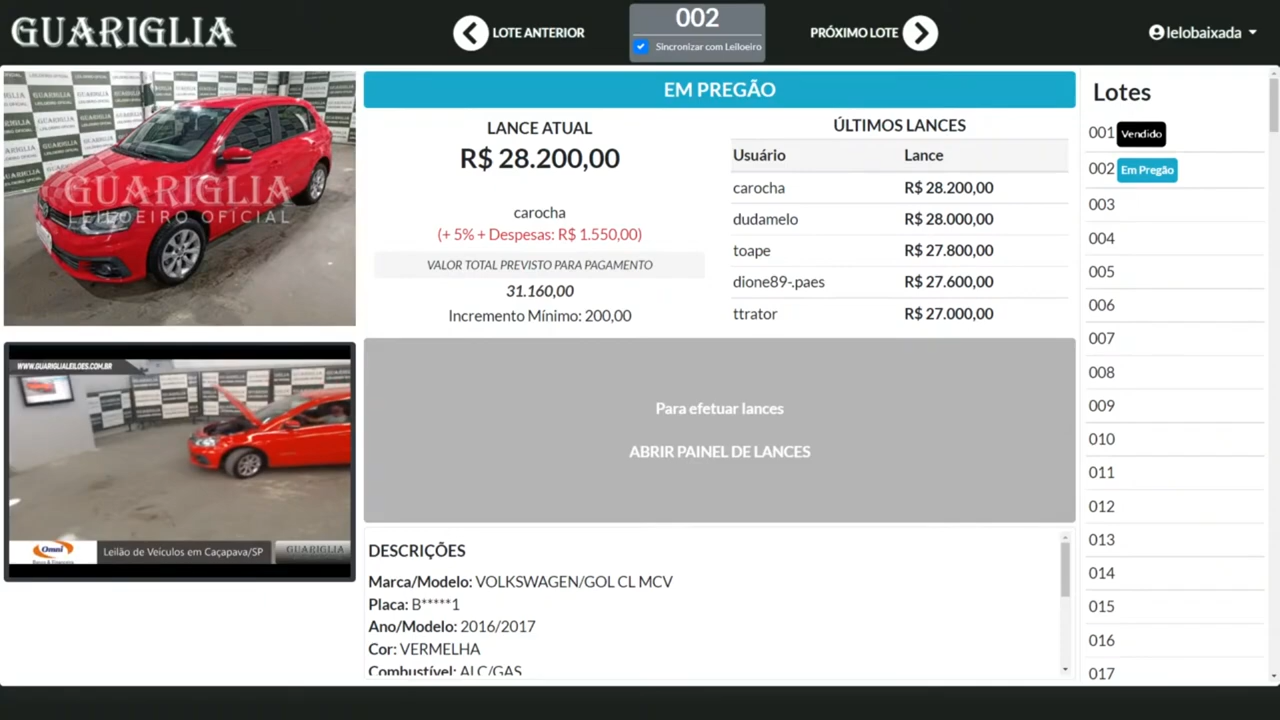 GUARIGLIA
LOTE ANTERIOR
002
Sincronizar com Leiloeiro
PRÓXIMO LOTE
lelobaixada
GUARIGLIA
LEILOEIRO OFICIAL
WWW.GUARIGLIALEILOES.COM.BR
Omni
Leilão de Veículos em Caçapava/SP
GUARIGLIA
EM PREGÃO
LANCE ATUAL
R$ 28.200,00
carocha
(+ 5% + Despesas: R$ 1.550,00)
VALOR TOTAL PREVISTO PARA PAGAMENTO
31.160,00
Incremento Mínimo: 200,00
ÚLTIMOS LANCES
Usuário Lance
carocha R$ 28.200,00
dudamelo R$ 28.000,00
toape R$ 27.800,00
dione89-.paes R$ 27.600,00
ttrator R$ 27.000,00
Para efetuar lances
ABRIR PAINEL DE LANCES
DESCRIÇÕES
Marca/Modelo: VOLKSWAGEN/GOL CL MCV
Placa: B*****1
Ano/Modelo: 2016/2017
Cor: VERMELHA
Combustível: ALC/GAS
Lotes
001 Vendido
002 Em Pregão
003
004
005
006
007
008
009
010
011
012
013
014
015
016
017